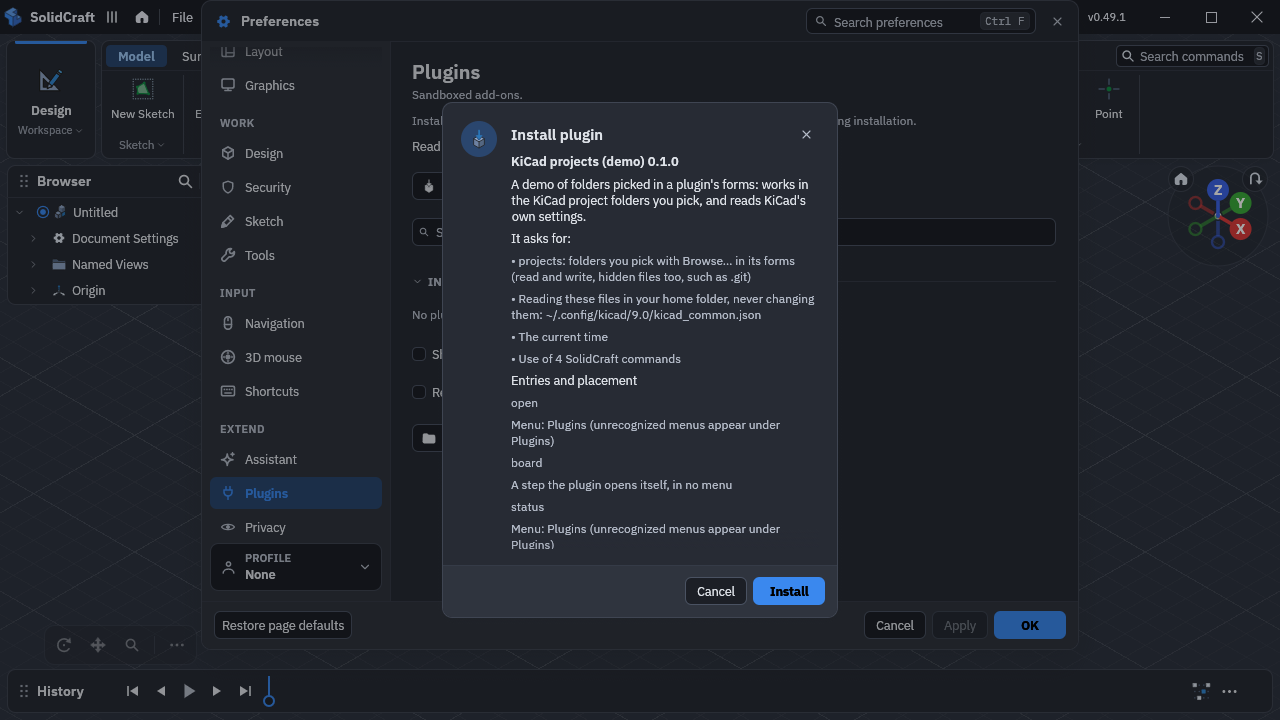 SolidCraft
File
Preferences
Search preferences
Ctrl F
v0.49.1
Layout
Model
Search commands
S
Design
Workspace
New Sketch
Sketch
Point
Graphics
WORK
Design
Security
Sketch
Tools
INPUT
Navigation
3D mouse
Shortcuts
EXTEND
Assistant
Plugins
Privacy
PROFILE
None
Browser
Untitled
Document Settings
Named Views
Origin
Z
Y
X
Plugins
Sandboxed add-ons.
ng installation.
Read
Install plugin
KiCad projects (demo) 0.1.0
A demo of folders picked in a plugin's forms: works in
the KiCad project folders you pick, and reads KiCad's
own settings.
It asks for:
• projects: folders you pick with Browse... in its forms
(read and write, hidden files too, such as .git)
• Reading these files in your home folder, never changing
them: ~/.config/kicad/9.0/kicad_common.json
• The current time
• Use of 4 SolidCraft commands
Entries and placement
open
Menu: Plugins (unrecognized menus appear under
Plugins)
board
A step the plugin opens itself, in no menu
status
Menu: Plugins (unrecognized menus appear under
Plugins)
Cancel
Install
Restore page defaults
Cancel
Apply
OK
History